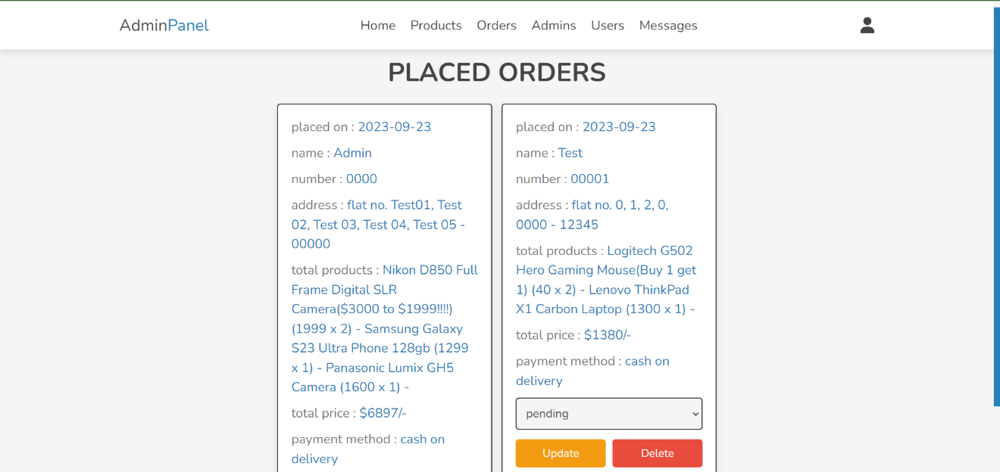 AdminPanel
Home Products Orders Admins Users Messages
PLACED ORDERS
placed on : 2023-09-23
name : Admin
number : 0000
address : flat no. Test01, Test
02, Test 03, Test 04, Test 05 -
00000
total products : Nikon D850 Full
Frame Digital SLR
Camera($3000 to $1999!!!!)
(1999 x 2) - Samsung Galaxy
S23 Ultra Phone 128gb (1299
x 1) - Panasonic Lumix GH5
Camera (1600 x 1) -
total price : $6897/-
payment method : cash on
delivery
placed on : 2023-09-23
name : Test
number : 00001
address : flat no. 0, 1, 2, 0,
0000 - 12345
total products : Logitech G502
Hero Gaming Mouse(Buy 1 get
1) (40 x 2) - Lenovo ThinkPad
X1 Carbon Laptop (1300 x 1) -
total price : $1380/-
payment method : cash on
delivery
pending
Update Delete